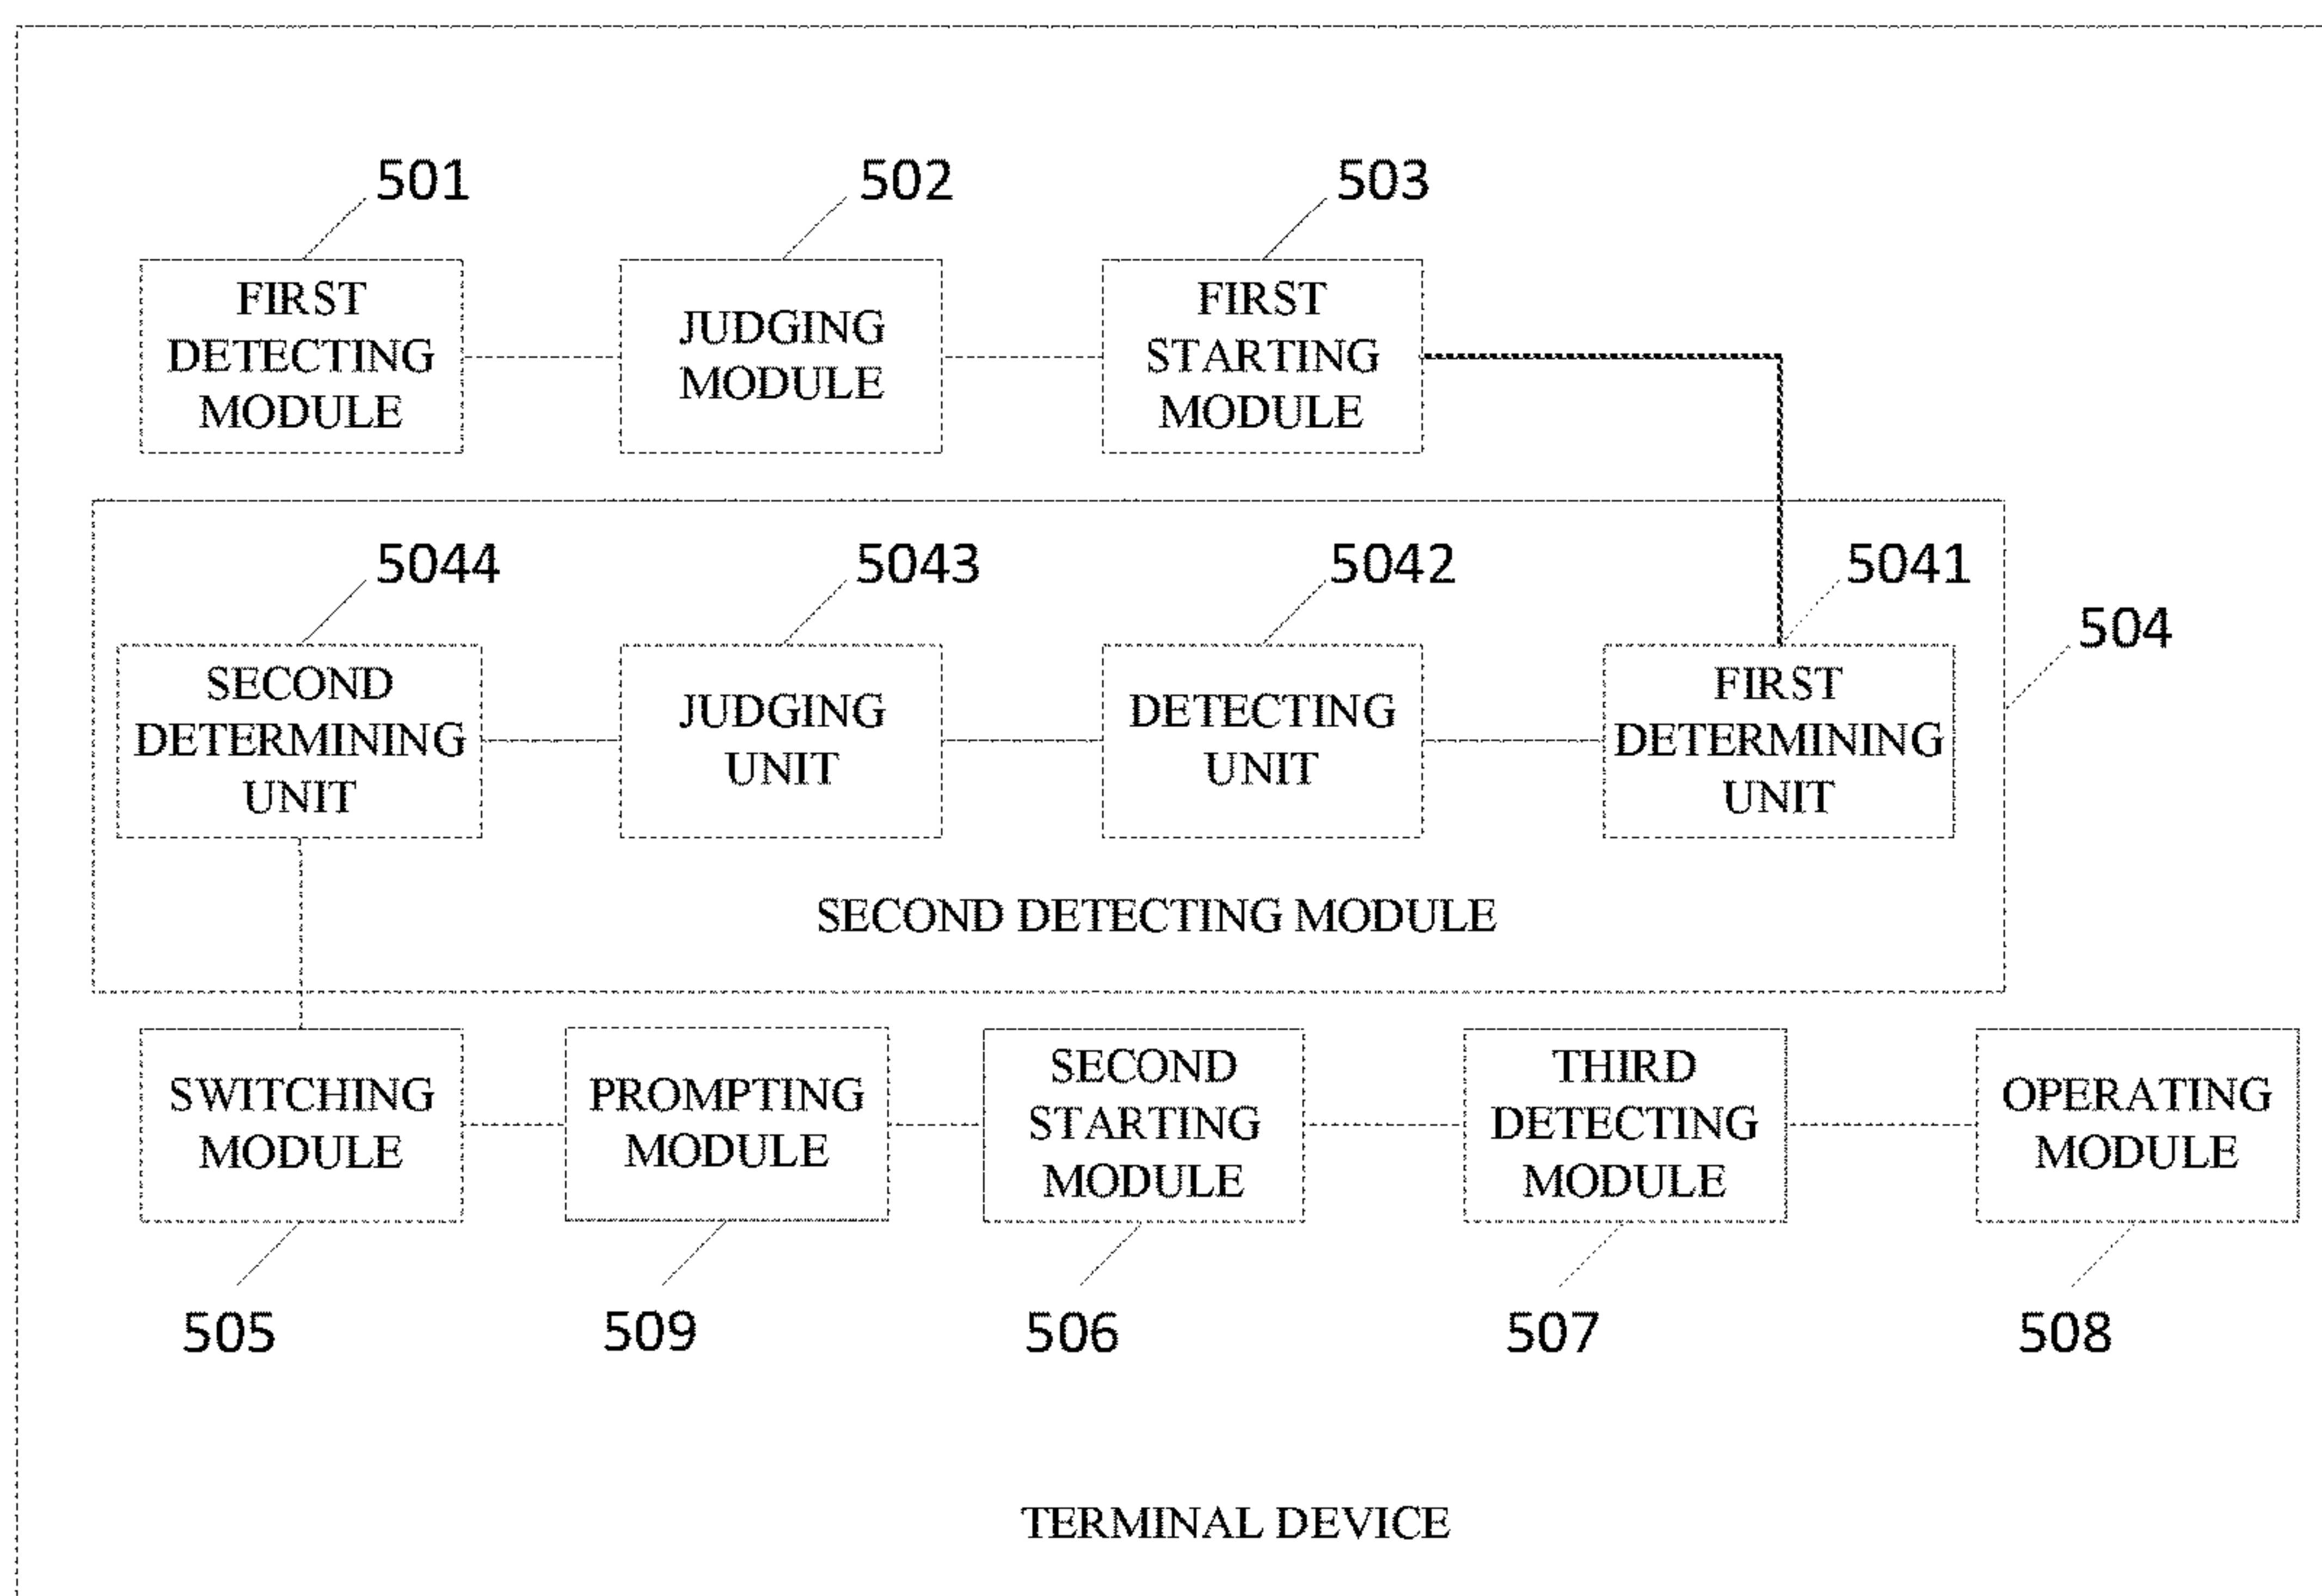 501
502
503
FIRST
DETECTING
MODULE
JUDGING
MODULE
FIRST
STARTING
MODULE
5044
5043
5042
5041
504
SECOND
DETERMINING
UNIT
JUDGING
UNIT
DETECTING
UNIT
FIRST
DETERMINING
UNIT
SECOND DETECTING MODULE
SWITCHING
MODULE
PROMPTING
MODULE
SECOND
STARTING
MODULE
THIRD
DETECTING
MODULE
OPERATING
MODULE
505
509
506
507
508
TERMINAL DEVICE